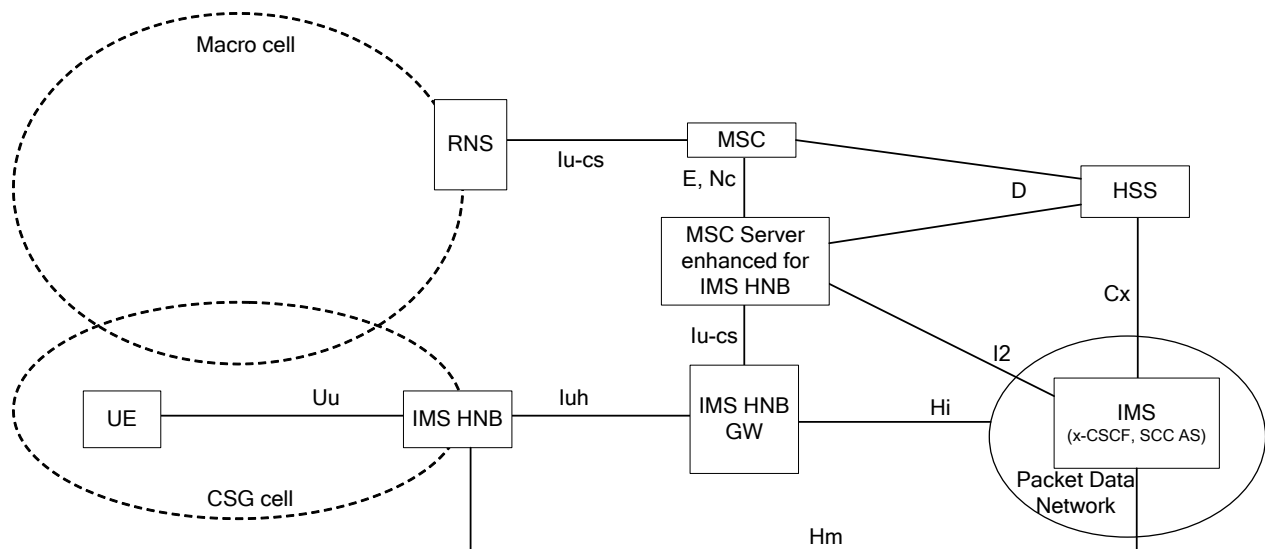 Macro cell
RNS
Iu-cs
MSC
E, Nc
D
HSS
MSC Server
enhanced for
IMS HNB
Cx
Iu-cs
I2
UE
Uu
IMS HNB
Iuh
IMS HNB
GW
Hi
IMS
(x-CSCF, SCC AS)
Packet Data
Network
CSG cell
Hm